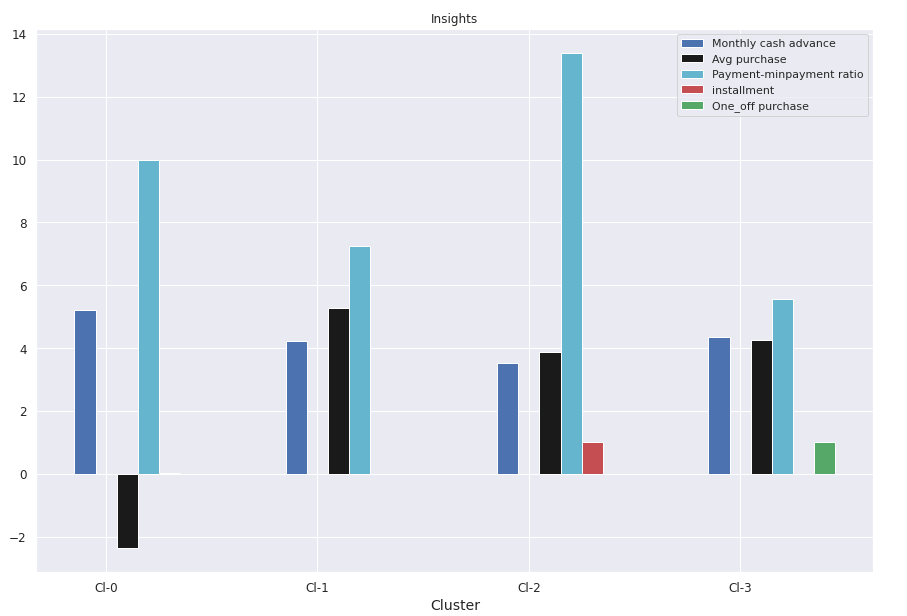 Insights
14
12
10
8
6
4
2
0
−2
Monthly cash advance
Avg purchase
Payment-minpayment ratio
installment
One_off purchase
Cl-0 Cl-1 Cl-2 Cl-3
Cluster